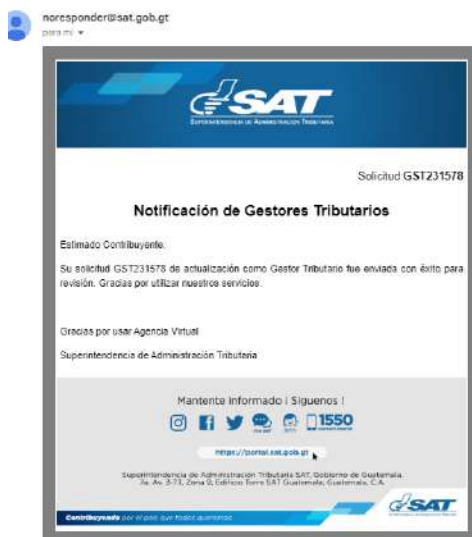 noresponder@sat.gob.gt
para mí
SAT
SUPERINTENDENCIA DE ADMINISTRACIÓN TRIBUTARIA
Solicitud GST231578
Notificación de Gestores Tributarios
Estimado Contribuyente:
Su solicitud GST231578 de actualización como Gestor Tributario fue enviada con éxito para
revisión. Gracias por utilizar nuestros servicios.
Gracias por usar Agencia Virtual
Superintendencia de Administración Tributaria
Mantente informado ¡ Siguenos !
1550
https://portal.sat.gob.gt
Superintendencia de Administración Tributaria SAT, Gobierno de Guatemala.
7a. Av. 3-73, Zona 9, Edificio Torre SAT Guatemala, Guatemala, C.A.
Contribuyendo por el país que todos queremos
SAT